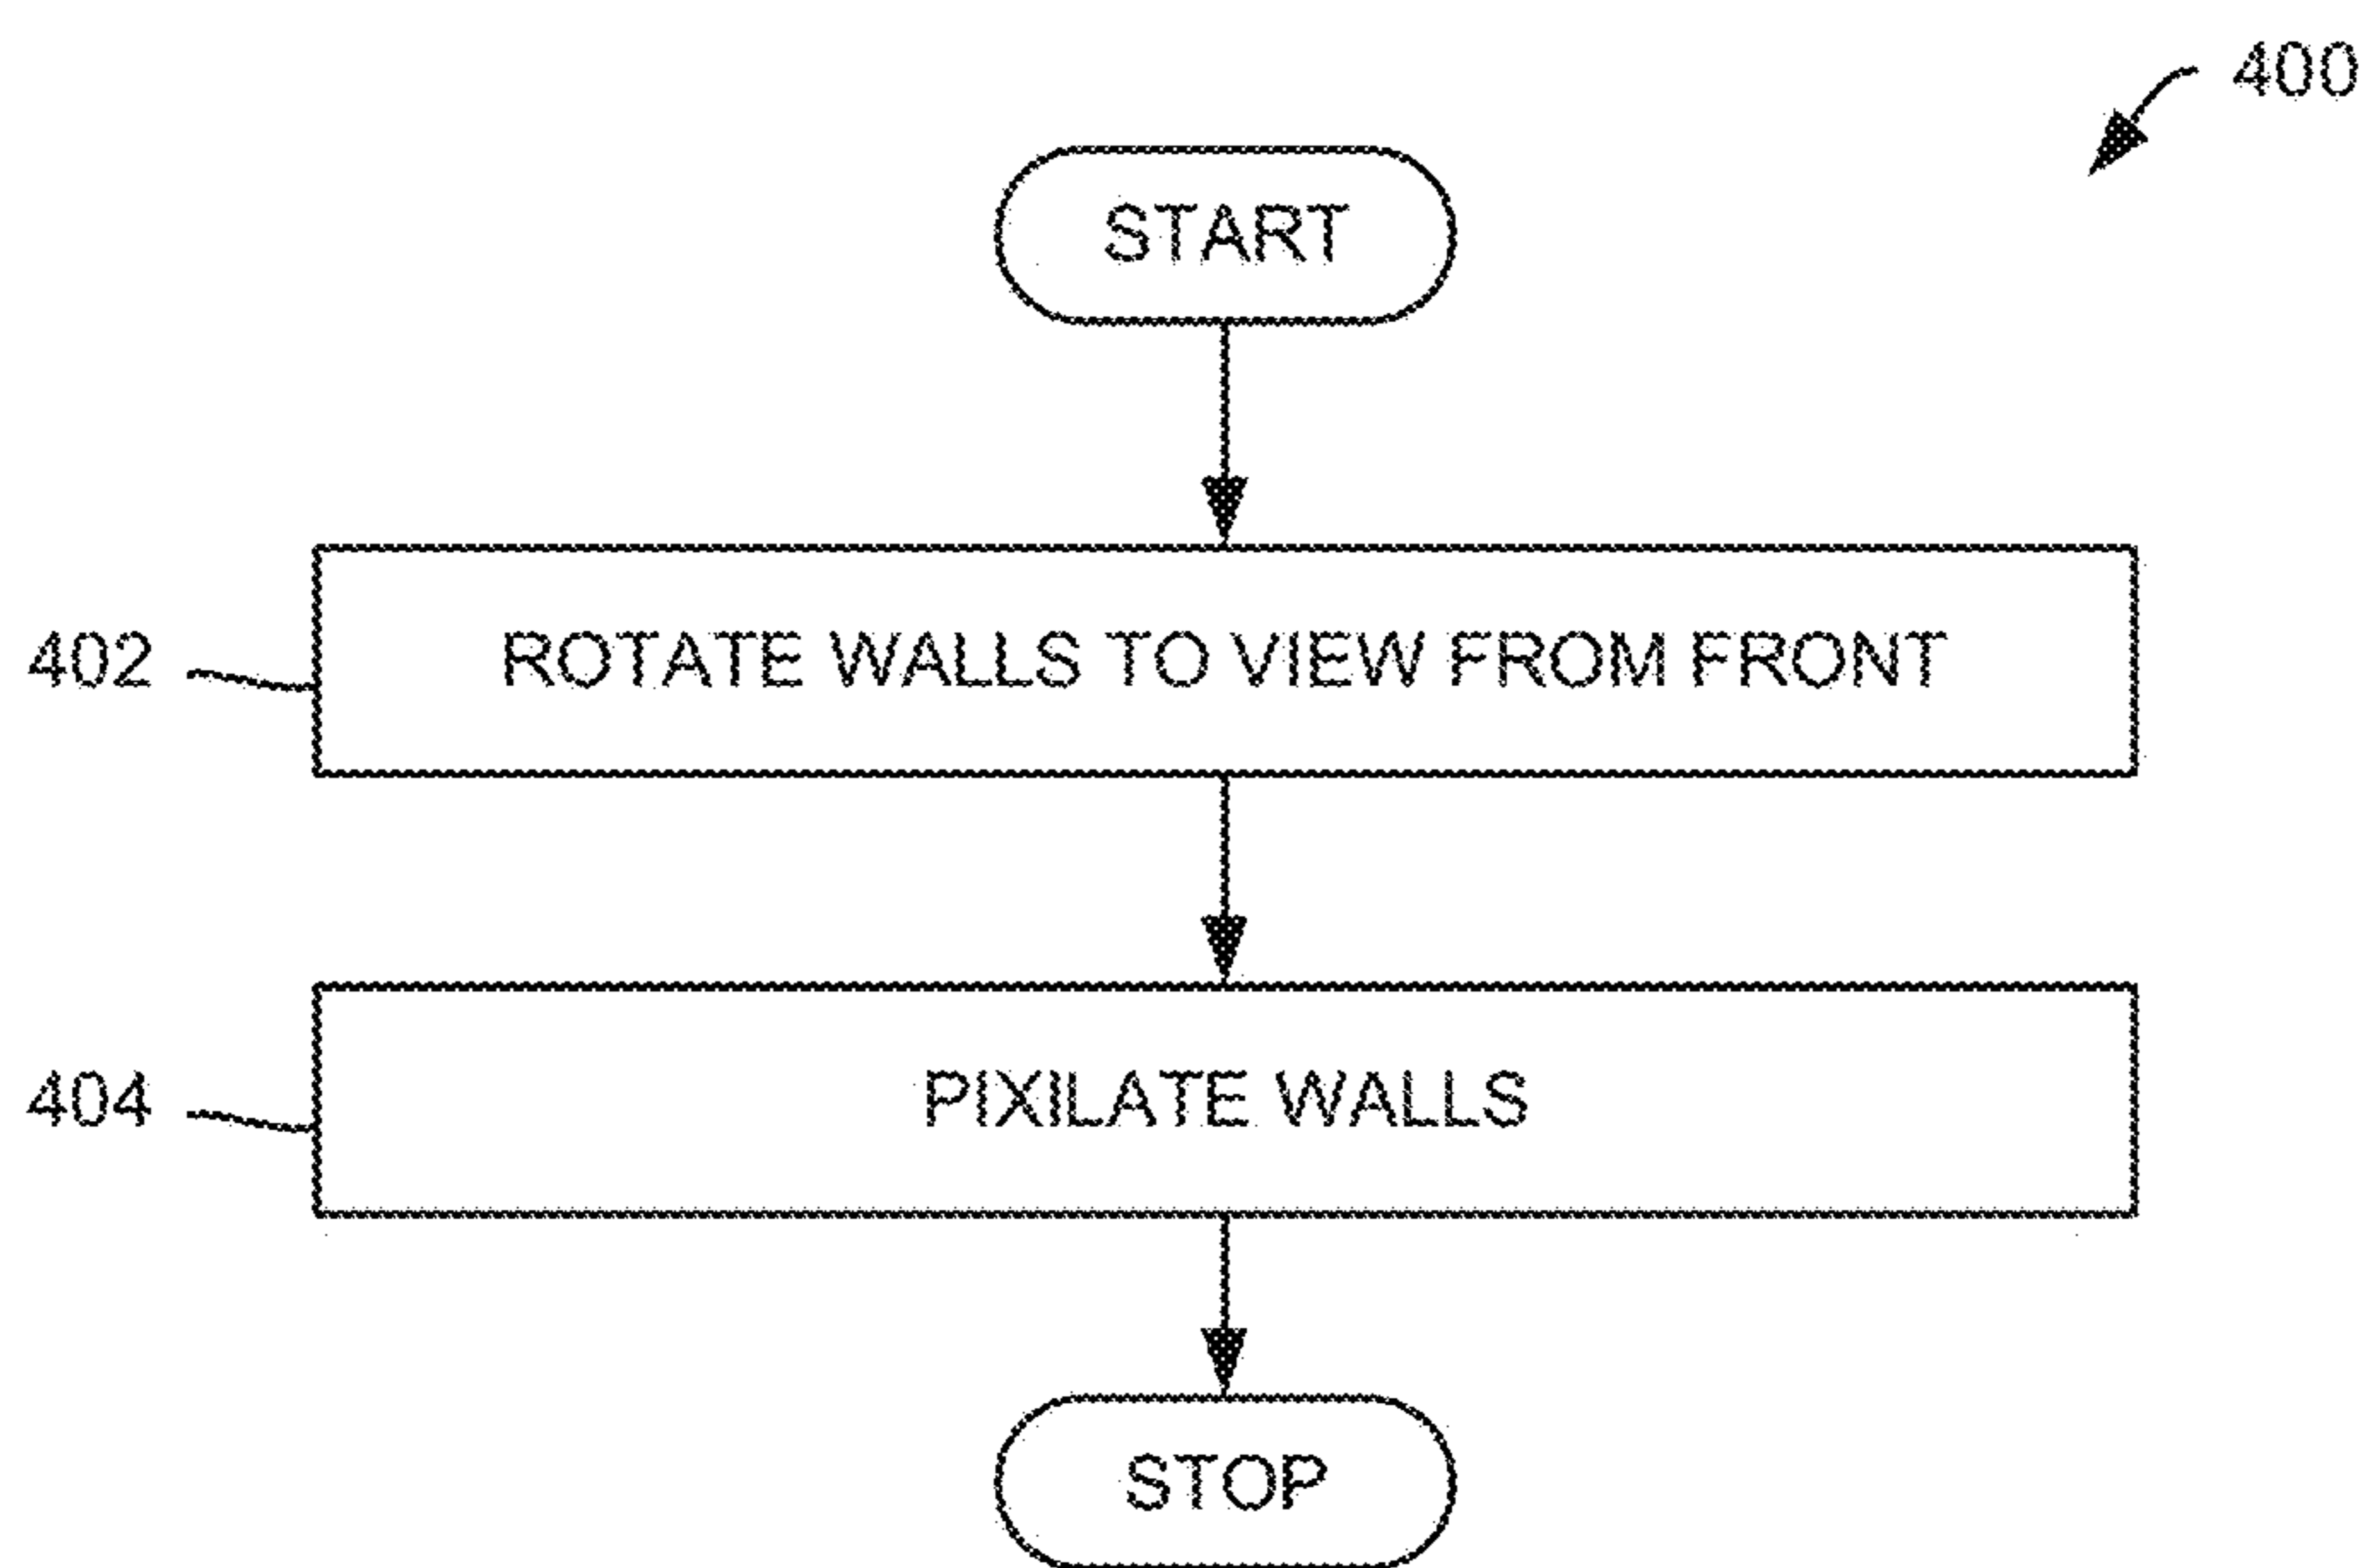 400
START
402
ROTATE WALLS TO VIEW FROM FRONT
404
PIXILATE WALLS
STOP